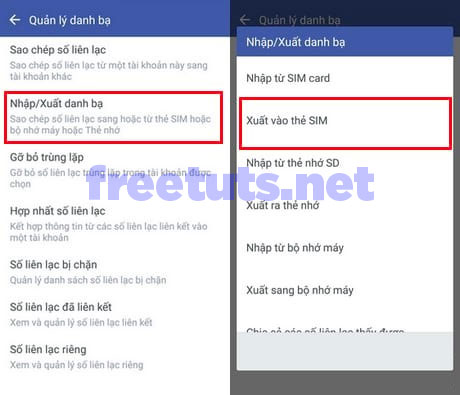 Quản lý danh bạ
Sao chép số liên lạc
Sao chép số liên lạc từ một tài khoản này sang
tài khoản khác
Nhập/Xuất danh bạ
Sao chép số liên lạc sang hoặc từ thẻ SIM hoặc
bộ nhớ máy hoặc Thẻ nhớ
Gỡ bỏ trùng lặp
Gỡ bỏ số liên lạc trùng lặp trong tài khoản được
chọn
Hợp nhất số liên lạc
Kết hợp thông tin từ các số liên lạc liên kết vào
một tài khoản
Số liên lạc bị chặn
Quản lý danh sách số liên lạc bị chặn
Số liên lạc đã liên kết
Xem và quản lý số liên lạc liên kết
Số liên lạc riêng
Xem và quản lý số liên lạc riêng
Quản lý danh bạ
Nhập/Xuất danh bạ
Nhập từ SIM card
Xuất vào thẻ SIM
Nhập từ thẻ nhớ SD
Xuất ra thẻ nhớ
Nhập từ bộ nhớ máy
Xuất sang bộ nhớ máy
Chia sẻ các số liên lạc thấy được
freetuts.net